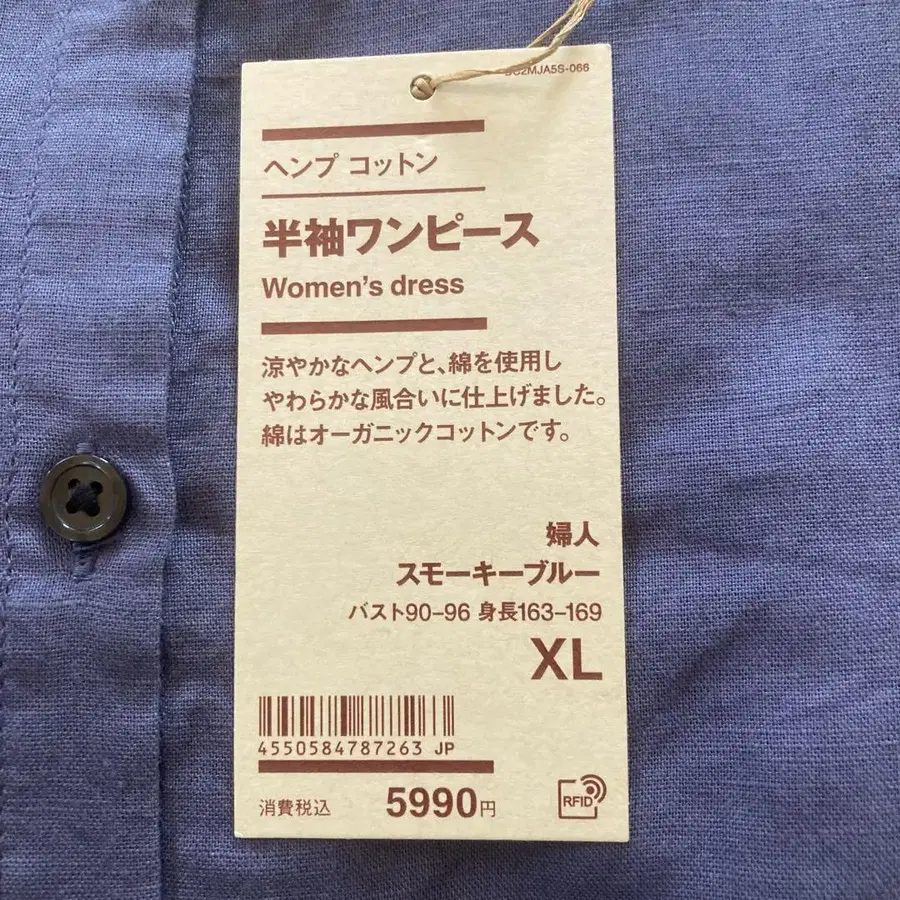 2MJA5S-066
ヘンプ コットン
半袖ワンピース
Women's dress
涼やかなヘンプと、綿を使用し
やわらかな風合いに仕上げました。
綿はオーガニックコットンです。
婦人
スモーキーブルー
バスト90–96 身長163–169
XL
4550584787263 JP
消費税込 5990円
RFID